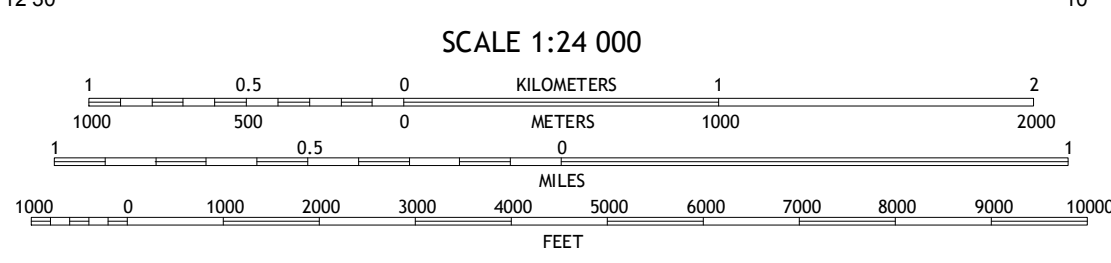 12'30"
10'
SCALE 1:24 000
1 0.5 0 KILOMETERS 1 2
1000 500 0 METERS 1000 2000
1 0.5 0 1
MILES
1000 0 1000 2000 3000 4000 5000 6000 7000 8000 9000 10000
FEET